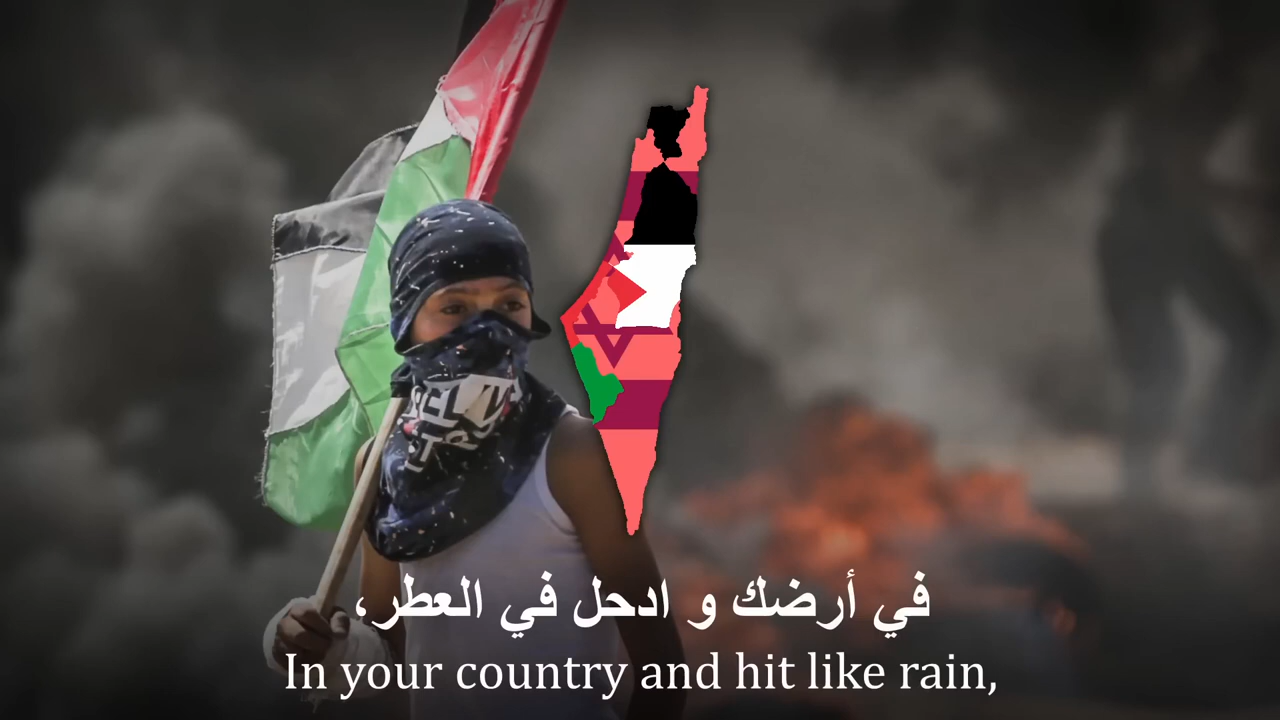 في أرضك و ادحل في العطر،
In your country and hit like rain,